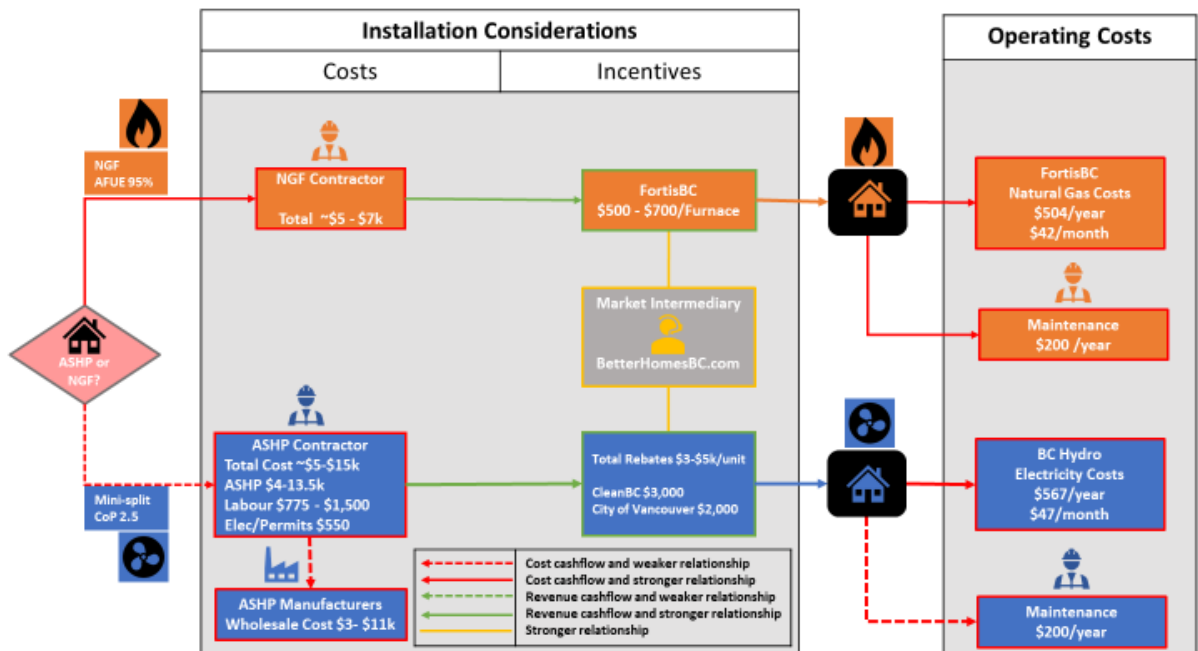 Installation Considerations
Costs
Incentives
Operating Costs
NGF
AFUE 95%
NGF Contractor
Total ~$5 - $7k
FortisBC
$500 - $700/Furnace
FortisBC
Natural Gas Costs
$504/year
$42/month
Market Intermediary
BetterHomesBC.com
Maintenance
$200 /year
ASHP or
NGF?
Mini-split
CoP 2.5
ASHP Contractor
Total Cost ~$5-$15k
ASHP $4-13.5k
Labour $775 - $1,500
Elec/Permits $550
Total Rebates $3-$5k/unit
CleanBC $3,000
City of Vancouver $2,000
BC Hydro
Electricity Costs
$567/year
$47/month
ASHP Manufacturers
Wholesale Cost $3- $11k
Cost cashflow and weaker relationship
Cost cashflow and stronger relationship
Revenue cashflow and weaker relationship
Revenue cashflow and stronger relationship
Stronger relationship
Maintenance
$200/year